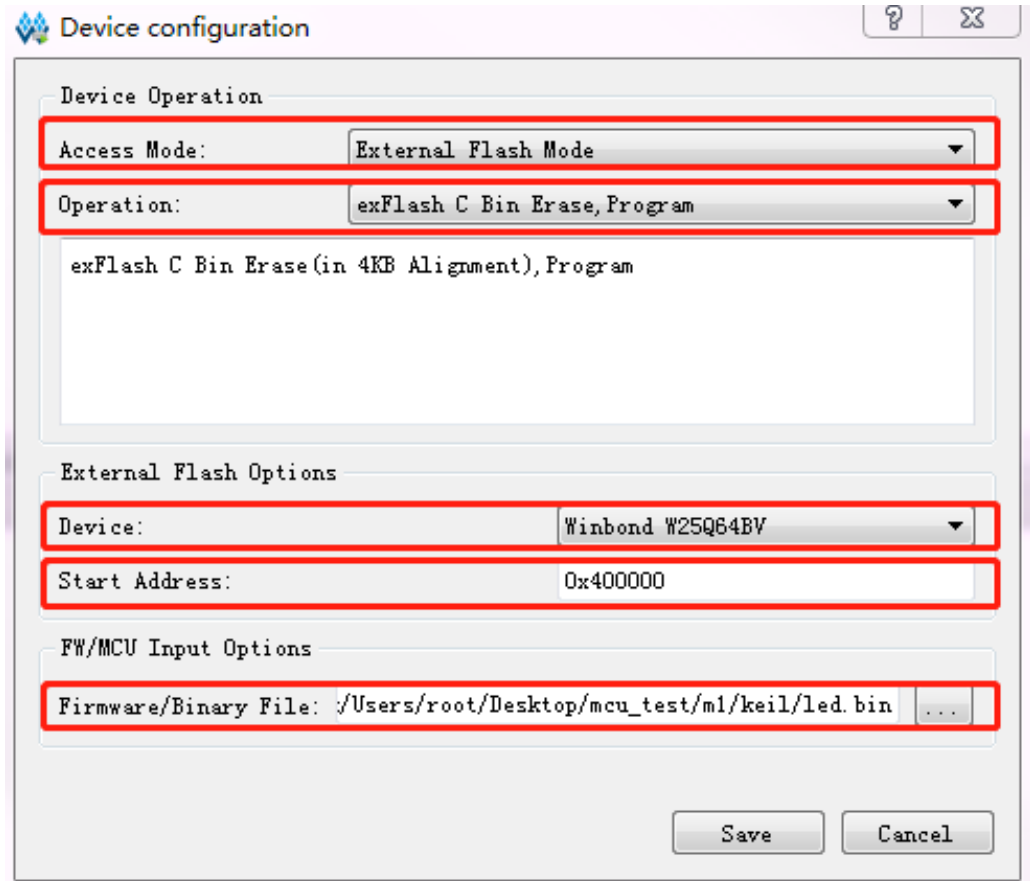 Device configuration
Device Operation
Access Mode: External Flash Mode
Operation: exFlash C Bin Erase,Program
exFlash C Bin Erase(in 4KB Alignment),Program
External Flash Options
Device: Winbond W25Q64BV
Start Address: 0x400000
FW/MCU Input Options
Firmware/Binary File: :/Users/root/Desktop/mcu_test/m1/keil/led.bin ...
Save Cancel